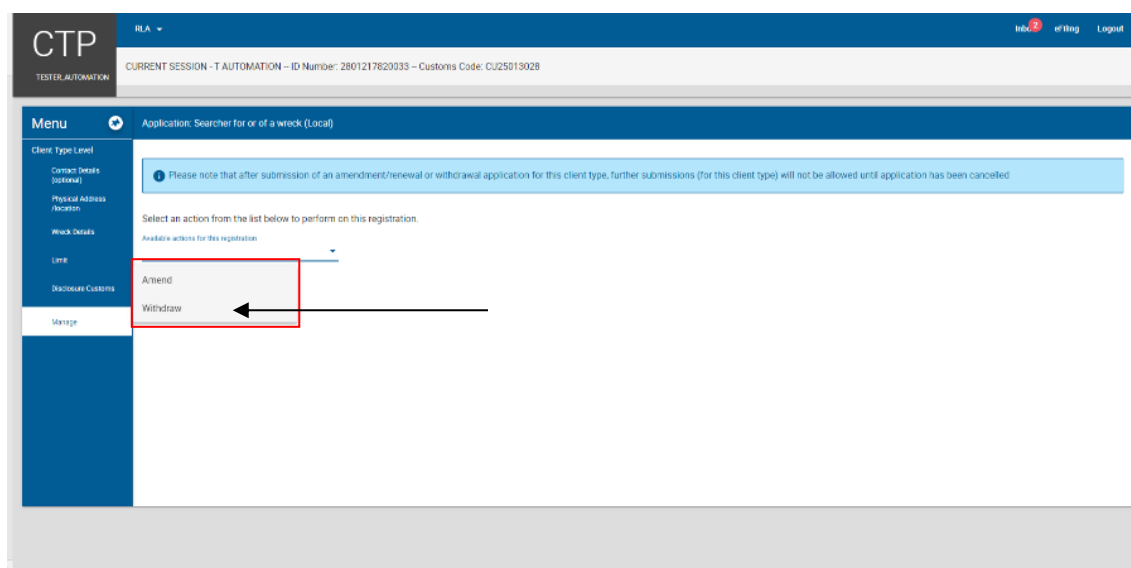 CTP
TESTER_AUTOMATION
RLA
Inbox 2
eFiling
Logout
CURRENT SESSION - T AUTOMATION – ID Number: 2801217820033 – Customs Code: CU25013028
Menu
Application: Searcher for or of a wreck (Local)
Client Type Level
Contact Details
(optional)
Physical Address
/location
Wreck Details
Limit
Disclosure Customs
Manage
Please note that after submission of an amendment/renewal or withdrawal application for this client type, further submissions (for this client type) will not be allowed until application has been cancelled
Select an action from the list below to perform on this registration.
Available actions for this registration
Amend
Withdraw